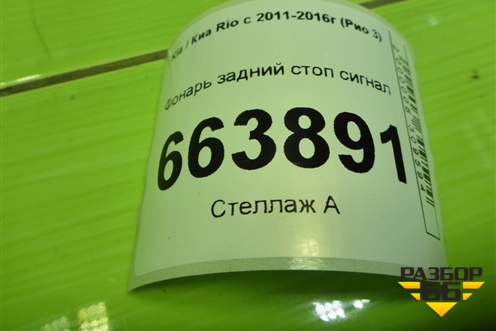 Kia / Киа Rio с 2011-2016г (Рио 3)
фонарь задний стоп сигнал
663891
Стеллаж А
РАЗБОР
66